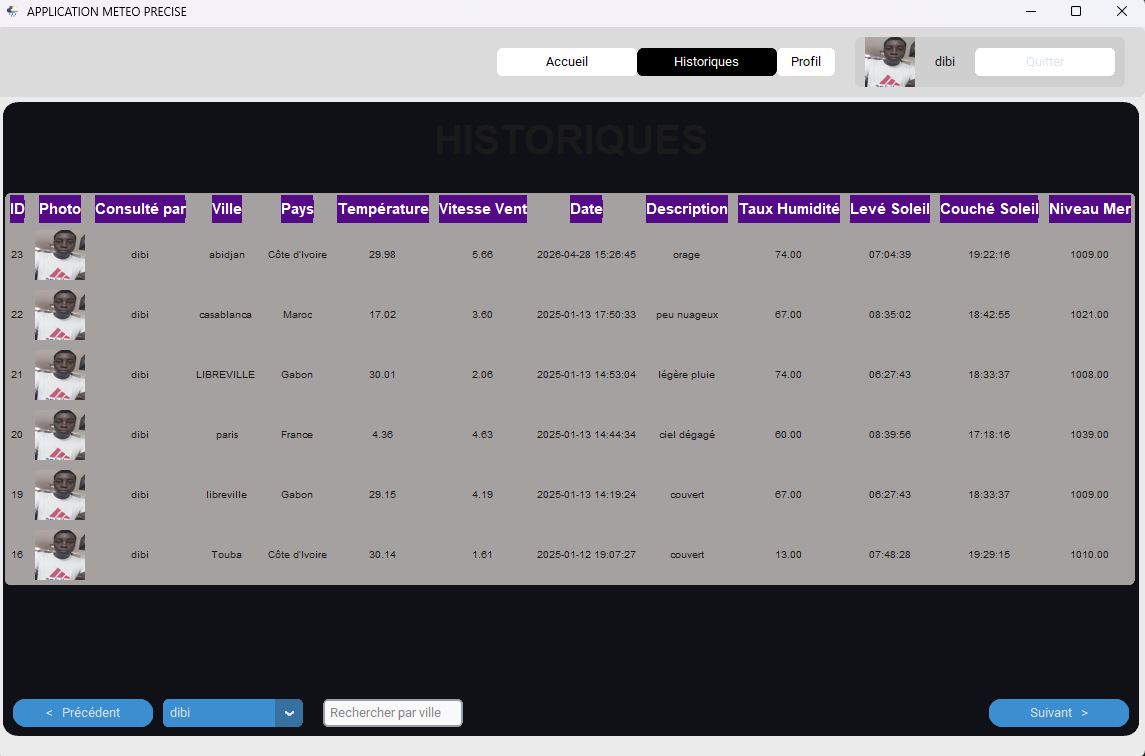 APPLICATION METEO PRECISE
Accueil Historiques Profil dibi Quitter
HISTORIQUES
ID Photo Consulté par Ville Pays Température Vitesse Vent Date Description Taux Humidité Levé Soleil Couché Soleil Niveau Mer
23 dibi abidjan Côte d'Ivoire 29.98 5.66 2026-04-28 15:26:45 orage 74.00 07:04:39 19:22:16 1009.00
22 dibi casablanca Maroc 17.02 3.60 2025-01-13 17:50:33 peu nuageux 67.00 08:35:02 18:42:55 1021.00
21 dibi LIBREVILLE Gabon 30.01 2.06 2025-01-13 14:53:04 légère pluie 74.00 06:27:43 18:33:37 1008.00
20 dibi paris France 4.36 4.63 2025-01-13 14:44:34 ciel dégagé 60.00 08:39:56 17:18:16 1039.00
19 dibi libreville Gabon 29.15 4.19 2025-01-13 14:19:24 couvert 67.00 06:27:43 18:33:37 1009.00
16 dibi Touba Côte d'Ivoire 30.14 1.61 2025-01-12 19:07:27 couvert 13.00 07:48:28 19:29:15 1010.00
< Précédent dibi Rechercher par ville Suivant >